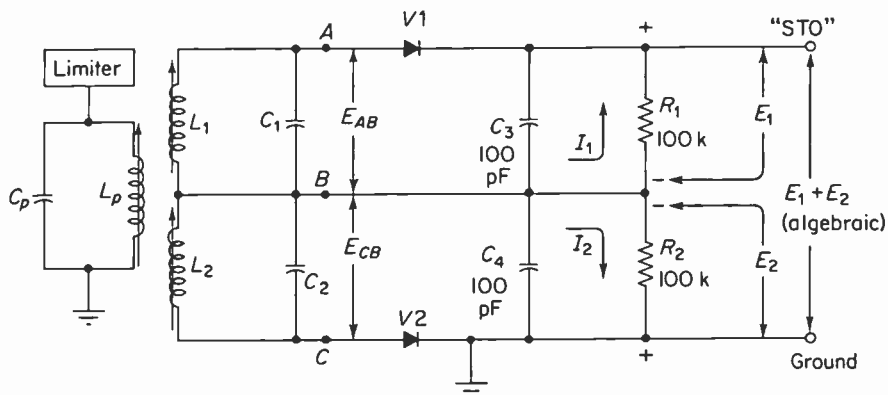 Limiter
Cp
Lp
L1
L2
C1
C2
A
B
C
EAB
ECB
V1
V2
C3
100
pF
C4
100
pF
I1
I2
+
R1
100 k
−
−
R2
100 k
+
E1
E2
"STO"
E1 + E2
(algebraic)
Ground